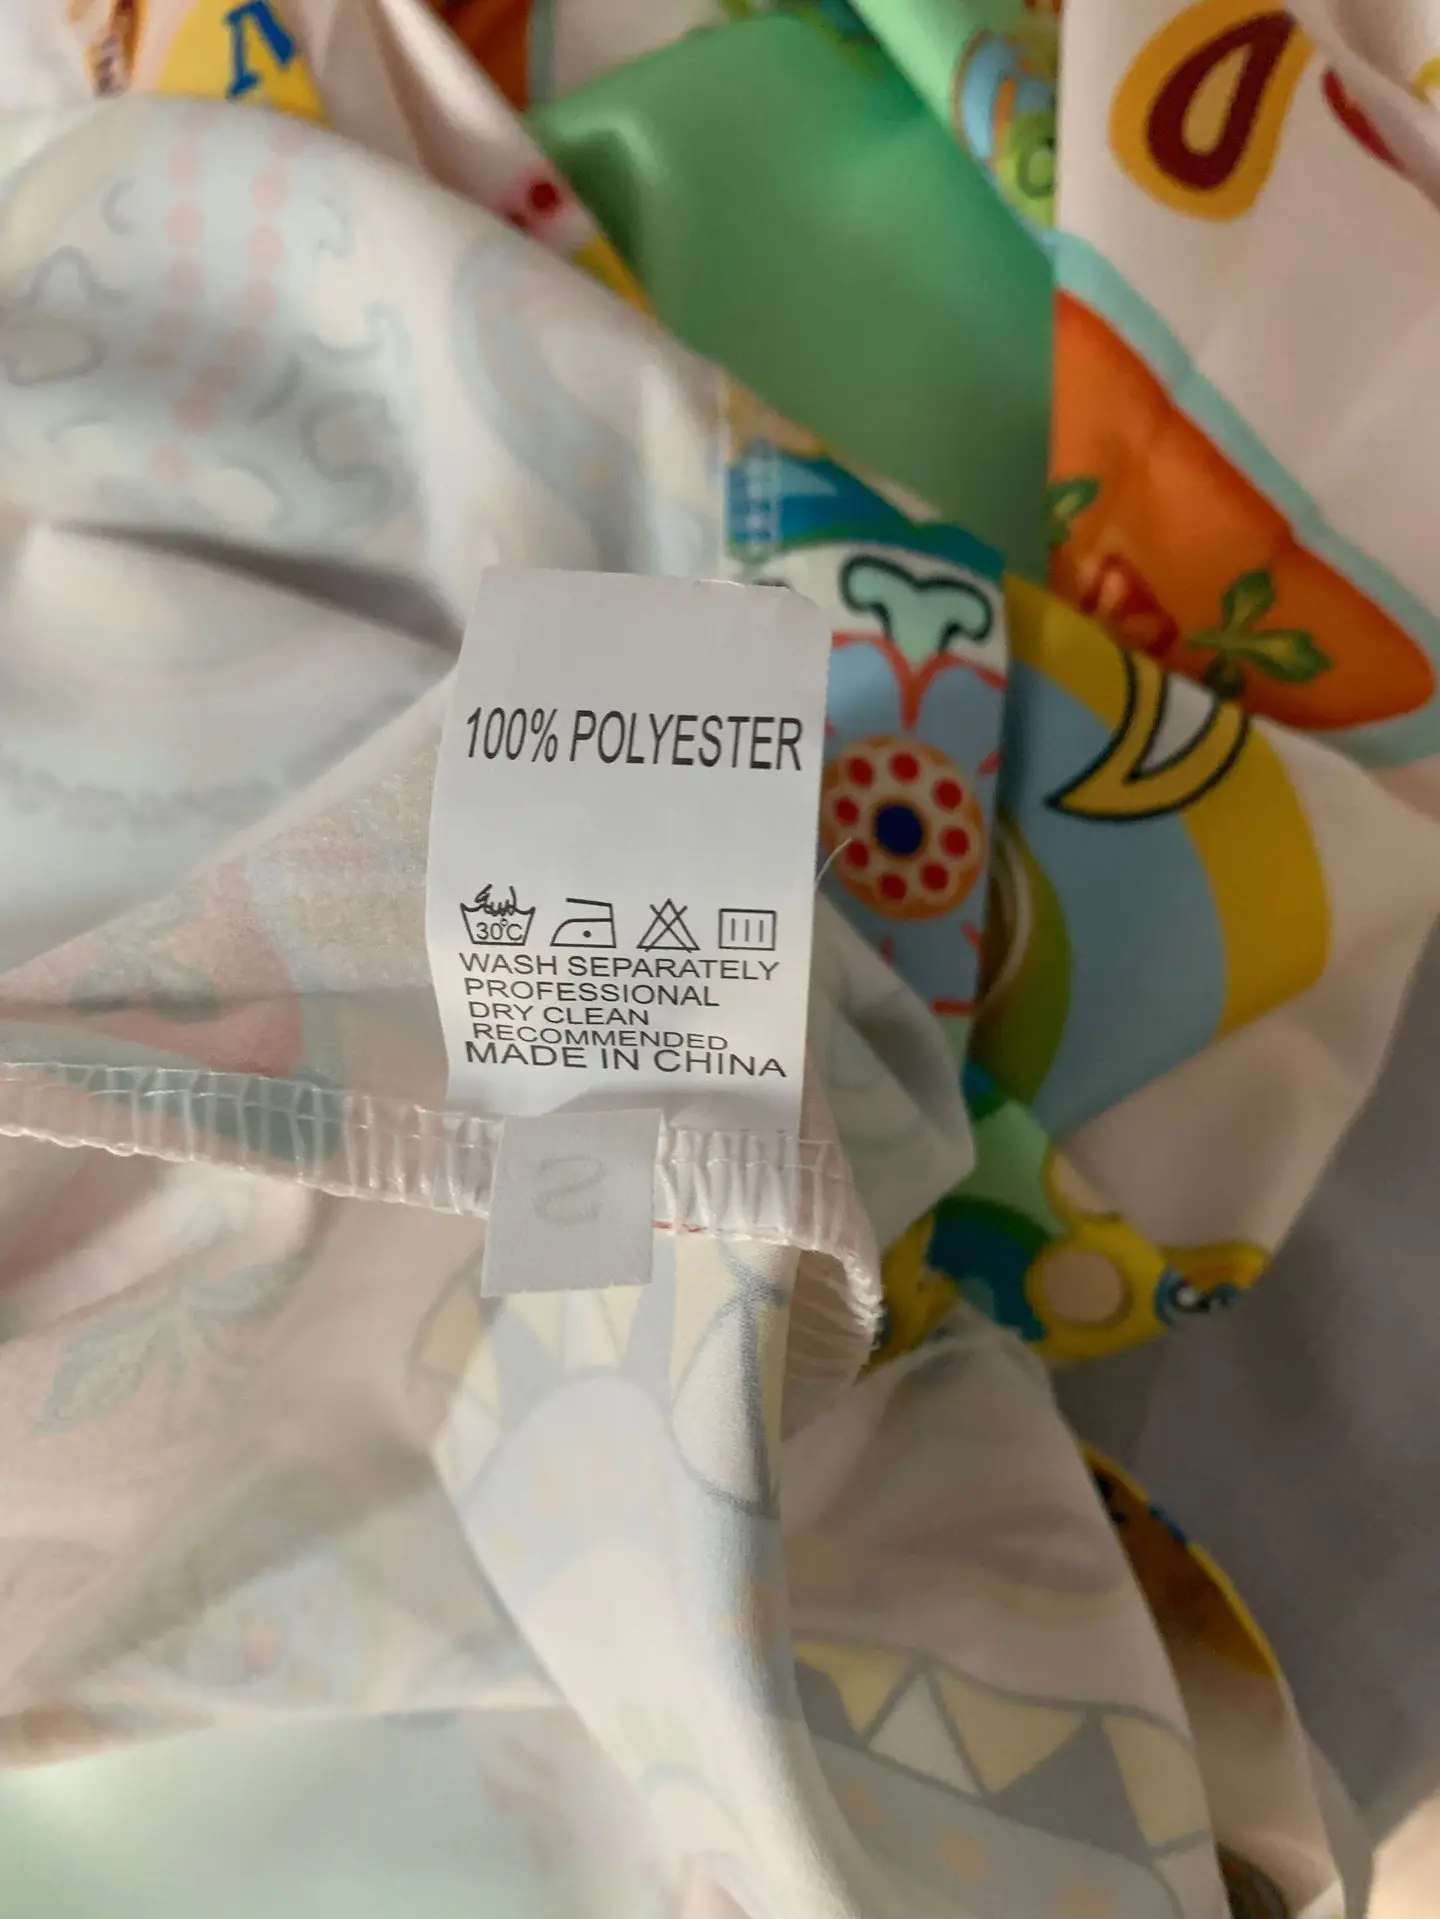 100% POLYESTER
30°C
WASH SEPARATELY
PROFESSIONAL
DRY CLEAN
RECOMMENDED
MADE IN CHINA
S